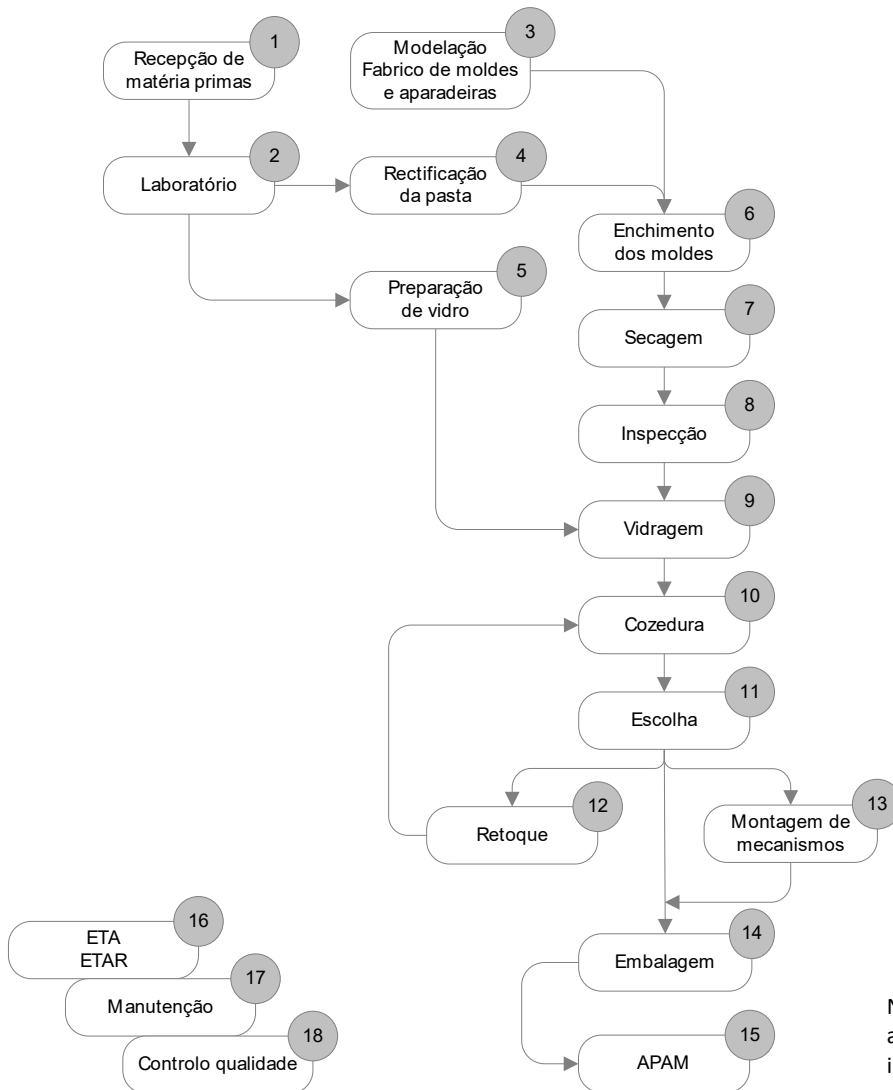 1
Recepção de
matéria primas
3
Modelação
Fabrico de moldes
e aparadeiras
2
Laboratório
4
Rectificação
da pasta
6
Enchimento
dos moldes
5
Preparação
de vidro
7
Secagem
8
Inspecção
9
Vidragem
10
Cozedura
11
Escolha
12
Retoque
13
Montagem de
mecanismos
14
Embalagem
15
APAM
16
ETA
ETAR
17
Manutenção
18
Controlo qualidade